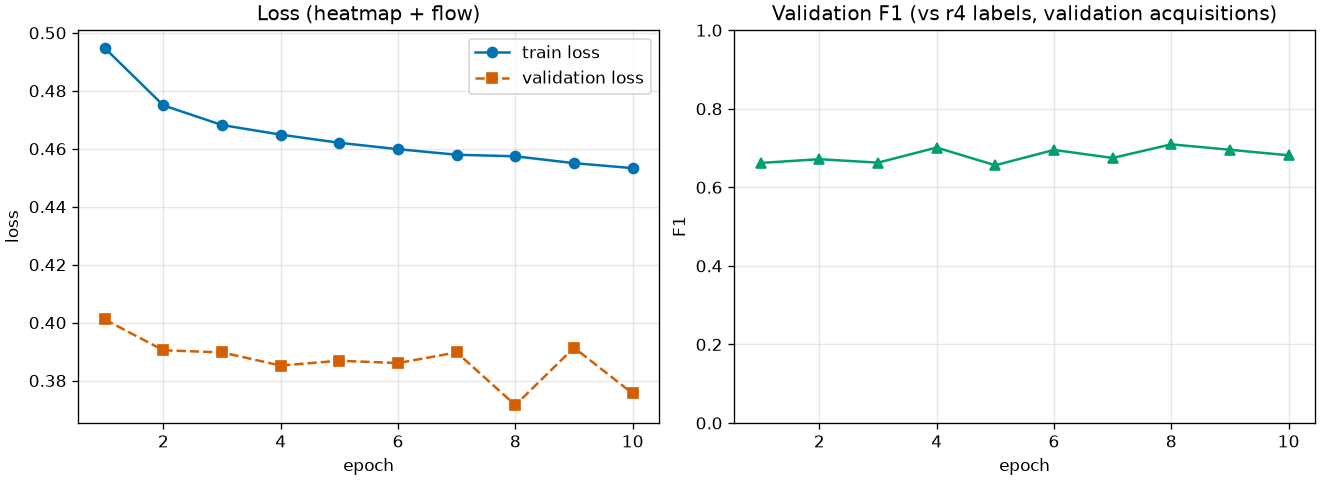 Loss (heatmap + flow)
0.50
0.48
0.46
0.44
0.42
0.40
0.38
loss
train loss
validation loss
2 4 6 8 10
epoch
Validation F1 (vs r4 labels, validation acquisitions)
1.0
0.8
0.6
0.4
0.2
0.0
F1
2 4 6 8 10
epoch